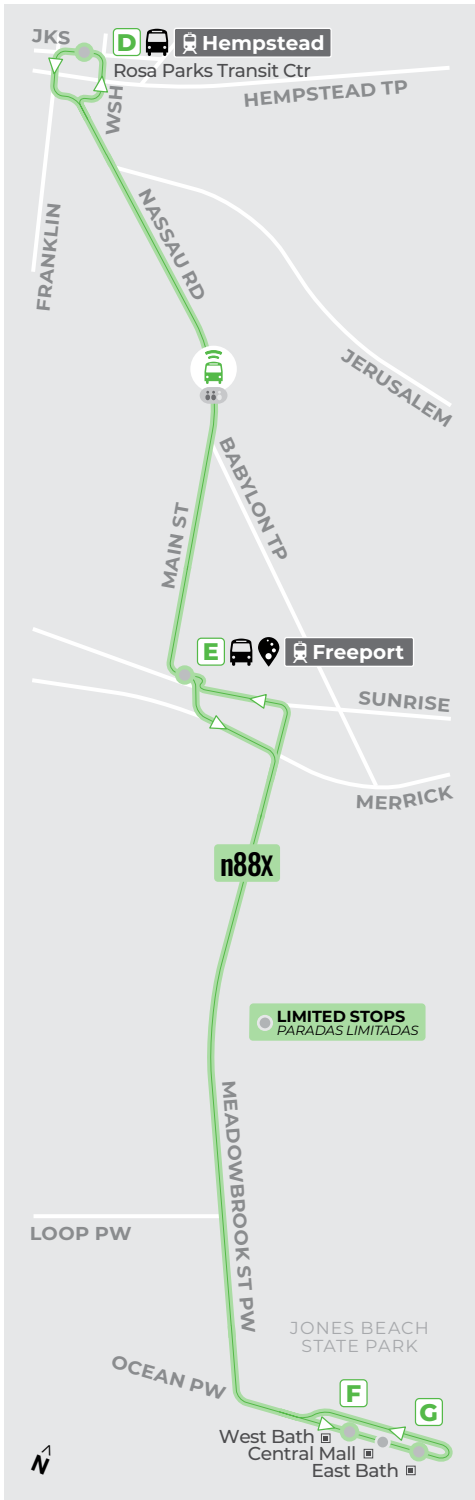 JKS
D
Hempstead
Rosa Parks Transit Ctr
HEMPSTEAD TP
WSH
FRANKLIN
NASSAU RD
JERUSALEM
BABYLON TP
MAIN ST
E
Freeport
SUNRISE
MERRICK
n88X
LIMITED STOPS
PARADAS LIMITADAS
MEADOWBROOK ST PW
LOOP PW
JONES BEACH
STATE PARK
OCEAN PW
F
G
West Bath
Central Mall
East Bath
N